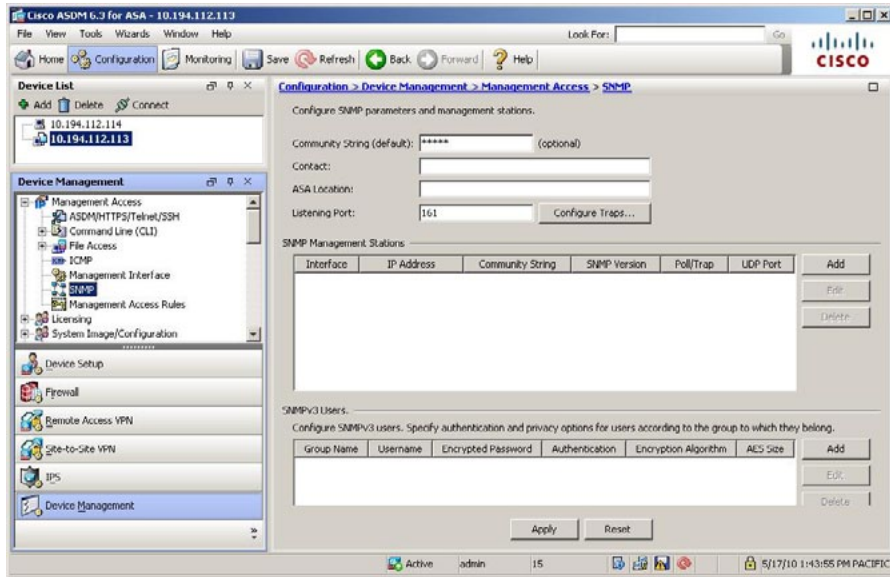 Cisco ASDM 6.3 for ASA - 10.194.112.113
File View Tools Wizards Window Help Look For: Go
Home Configuration Monitoring Save Refresh Back Forward Help
CISCO
Device List
Add Delete Connect
10.194.112.114
10.194.112.113
Device Management
Management Access
ASDM/HTTPS/Telnet/SSH
Command Line (CLI)
File Access
ICMP
Management Interface
SNMP
Management Access Rules
Licensing
System Image/Configuration
Device Setup
Firewall
Remote Access VPN
Site-to-Site VPN
IPS
Device Management
Configuration > Device Management > Management Access > SNMP
Configure SNMP parameters and management stations.
Community String (default): ***** (optional)
Contact:
ASA Location:
Listening Port: 161 Configure Traps...
SNMP Management Stations
Interface IP Address Community String SNMP Version Poll/Trap UDP Port Add
Edit
Delete
SNMPv3 Users.
Configure SNMPv3 users. Specify authentication and privacy options for users according to the group to which they belong.
Group Name Username Encrypted Password Authentication Encryption Algorithm AES Size Add
Edit
Delete
Apply Reset
Active admin 15 5/17/10 1:43:55 PM PACIFIC